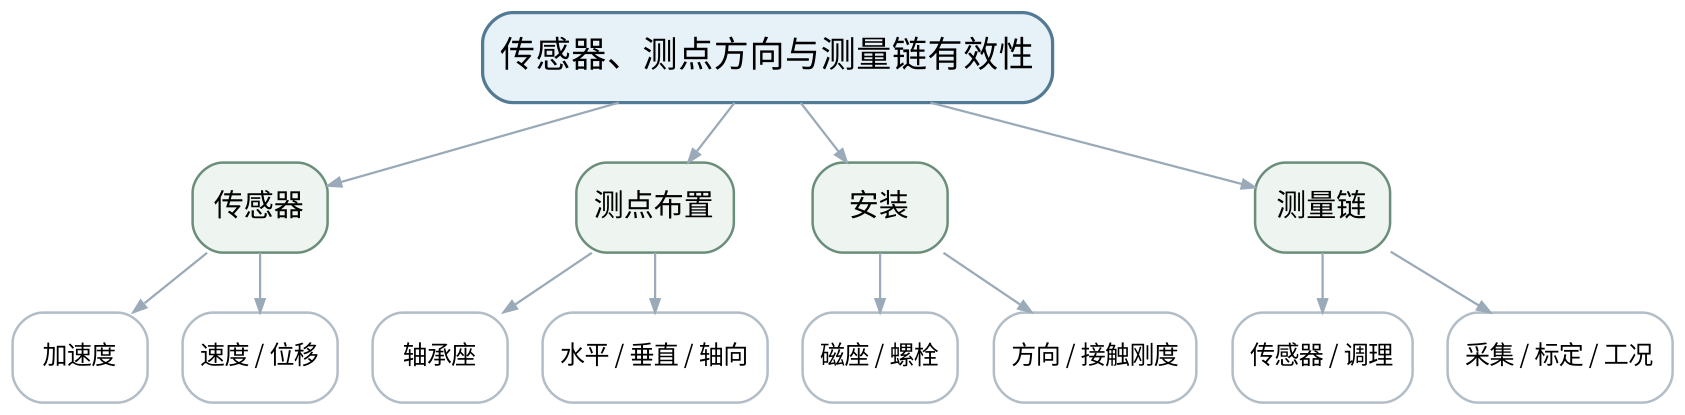 传感器、测点方向与测量链有效性
传感器
测点布置
安装
测量链
加速度
速度 / 位移
轴承座
水平 / 垂直 / 轴向
磁座 / 螺栓
方向 / 接触刚度
传感器 / 调理
采集 / 标定 / 工况